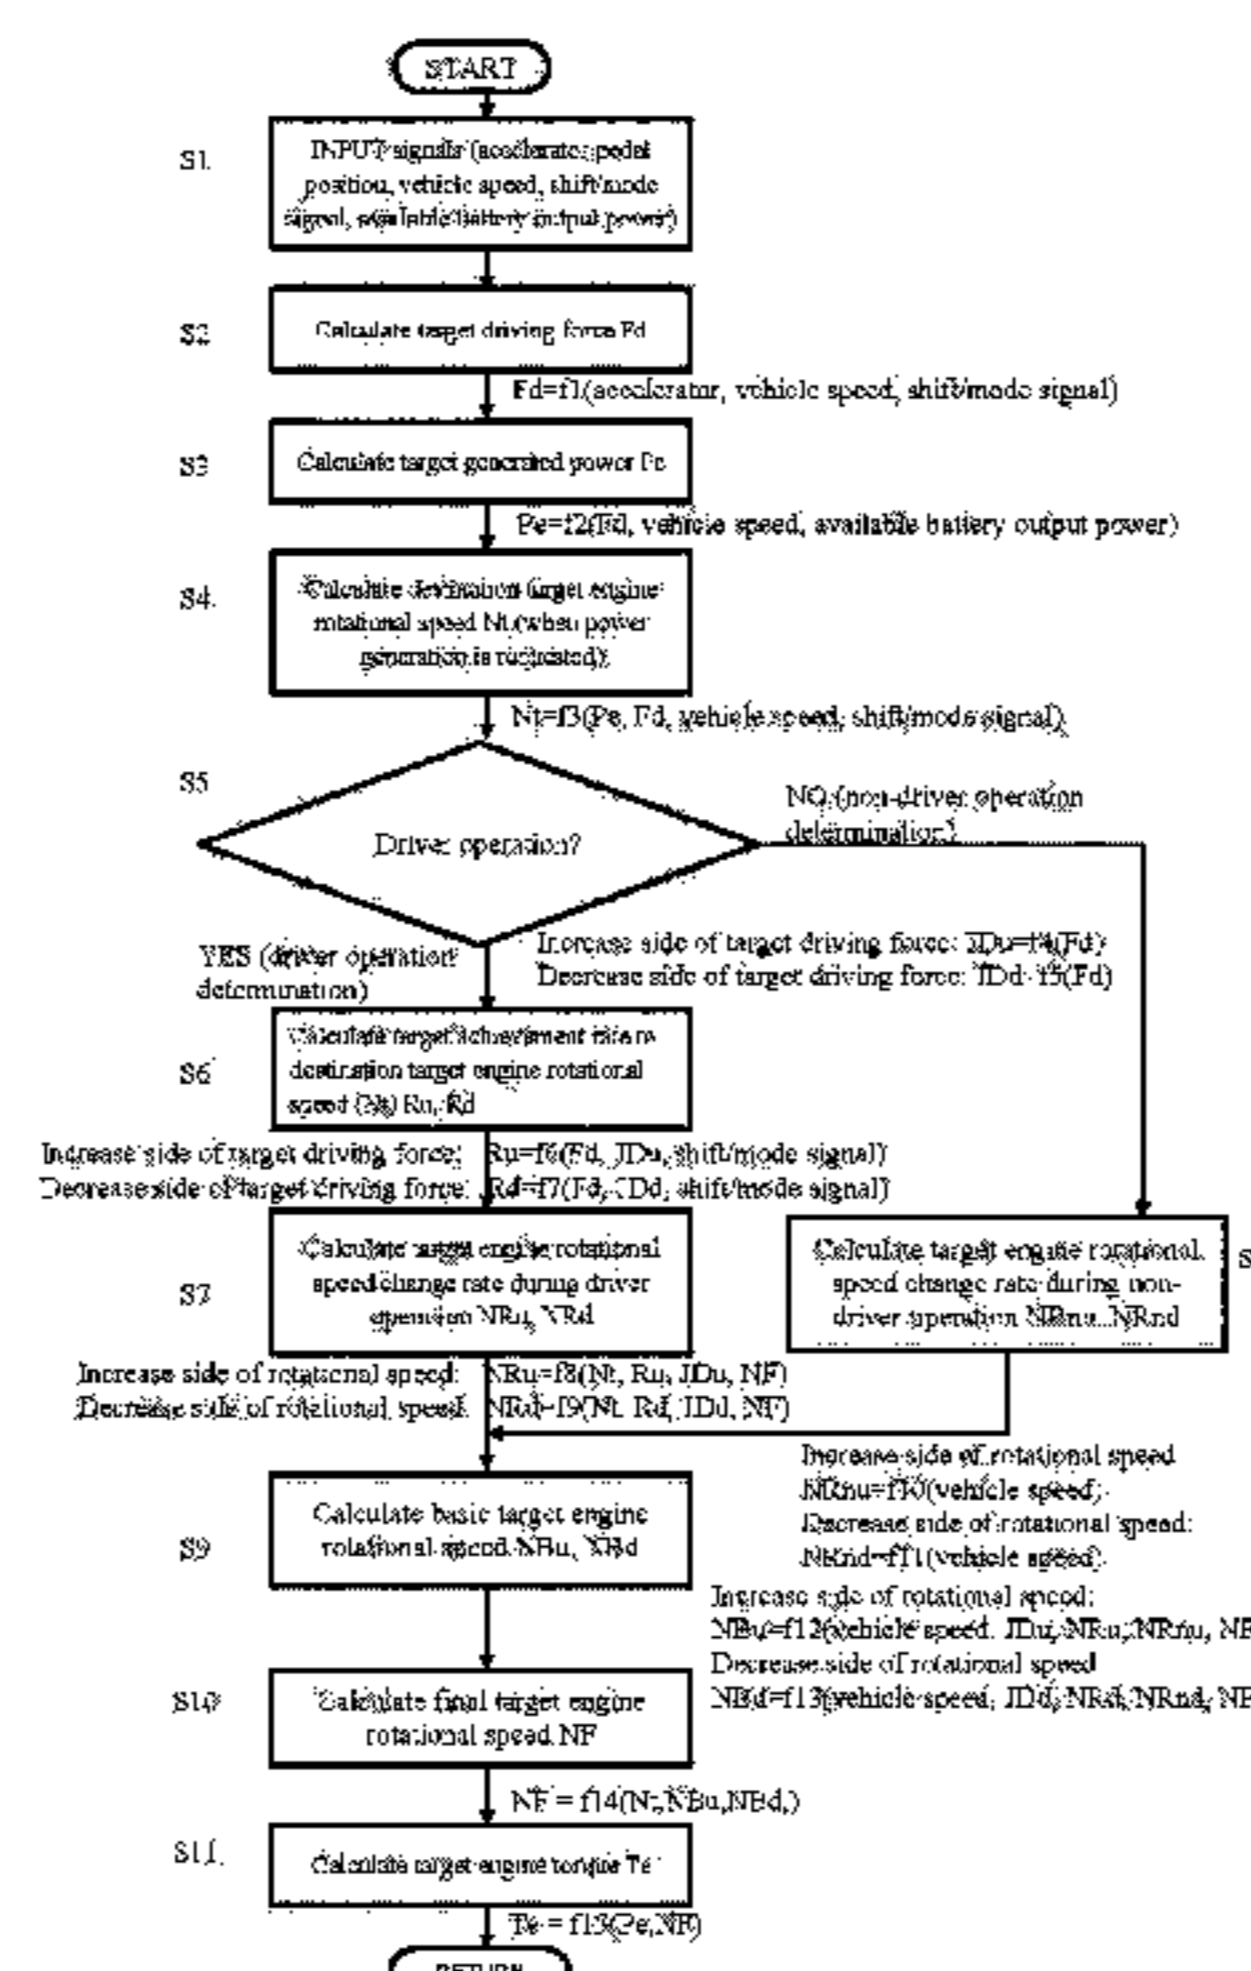 START
S1
INPUT signals (accelerator pedal
position, vehicle speed, shift/mode
signal, available battery output power)
S2
Calculate target driving force Fd
Fd=f1(accelerator, vehicle speed, shift/mode signal)
S3
Calculate target generated power Pe
Pe=f2(Fd, vehicle speed, available battery output power)
S4
Calculate destination target engine
rotational speed Nt (when power
generation is requested)
Nt=f3(Pe, Fd, vehicle speed, shift/mode signal)
S5
Driver operation?
NO (non-driver operation
determination)
YES (driver operation
determination)
Increase side of target driving force: JDu=f4(Fd)
Decrease side of target driving force: JDd=f5(Fd)
S6
Calculate target achievement rate to
destination target engine rotational
speed (Nt) Ru, Rd
Increase side of target driving force: Ru=f6(Fd, JDu, shift/mode signal)
Decrease side of target driving force: Rd=f7(Fd, JDd, shift/mode signal)
S7
Calculate target engine rotational
speed change rate during driver
operation NRu, NRd
Calculate target engine rotational
speed change rate during non-
driver operation NRnu, NRnd
S
Increase side of rotational speed: NRu=f8(Nt, Ru, JDu, NF)
Decrease side of rotational speed: NRd=f9(Nt, Rd, JDd, NF)
Increase side of rotational speed
NRnu=f10(vehicle speed)
Decrease side of rotational speed:
NRnd=f11(vehicle speed)
S9
Calculate basic target engine
rotational speed NBu, NBd
Increase side of rotational speed:
NBu=f12(vehicle speed, JDu, NRu, NRnu,
Decrease side of rotational speed
NBd=f13(vehicle speed, JDd, NRd, NRnd,
S10
Calculate final target engine
rotational speed NF
NF = f14(Nt,NBu,NBd,)
S11
Calculate target engine torque Te
Te = f15(Pe,NF)
RETURN